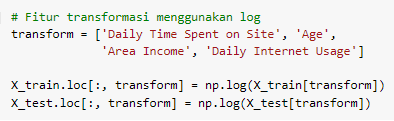 # Fitur transformasi menggunakan log
transform = ['Daily Time Spent on Site', 'Age',
'Area Income', 'Daily Internet Usage']
X_train.loc[:, transform] = np.log(X_train[transform])
X_test.loc[:, transform] = np.log(X_test[transform])